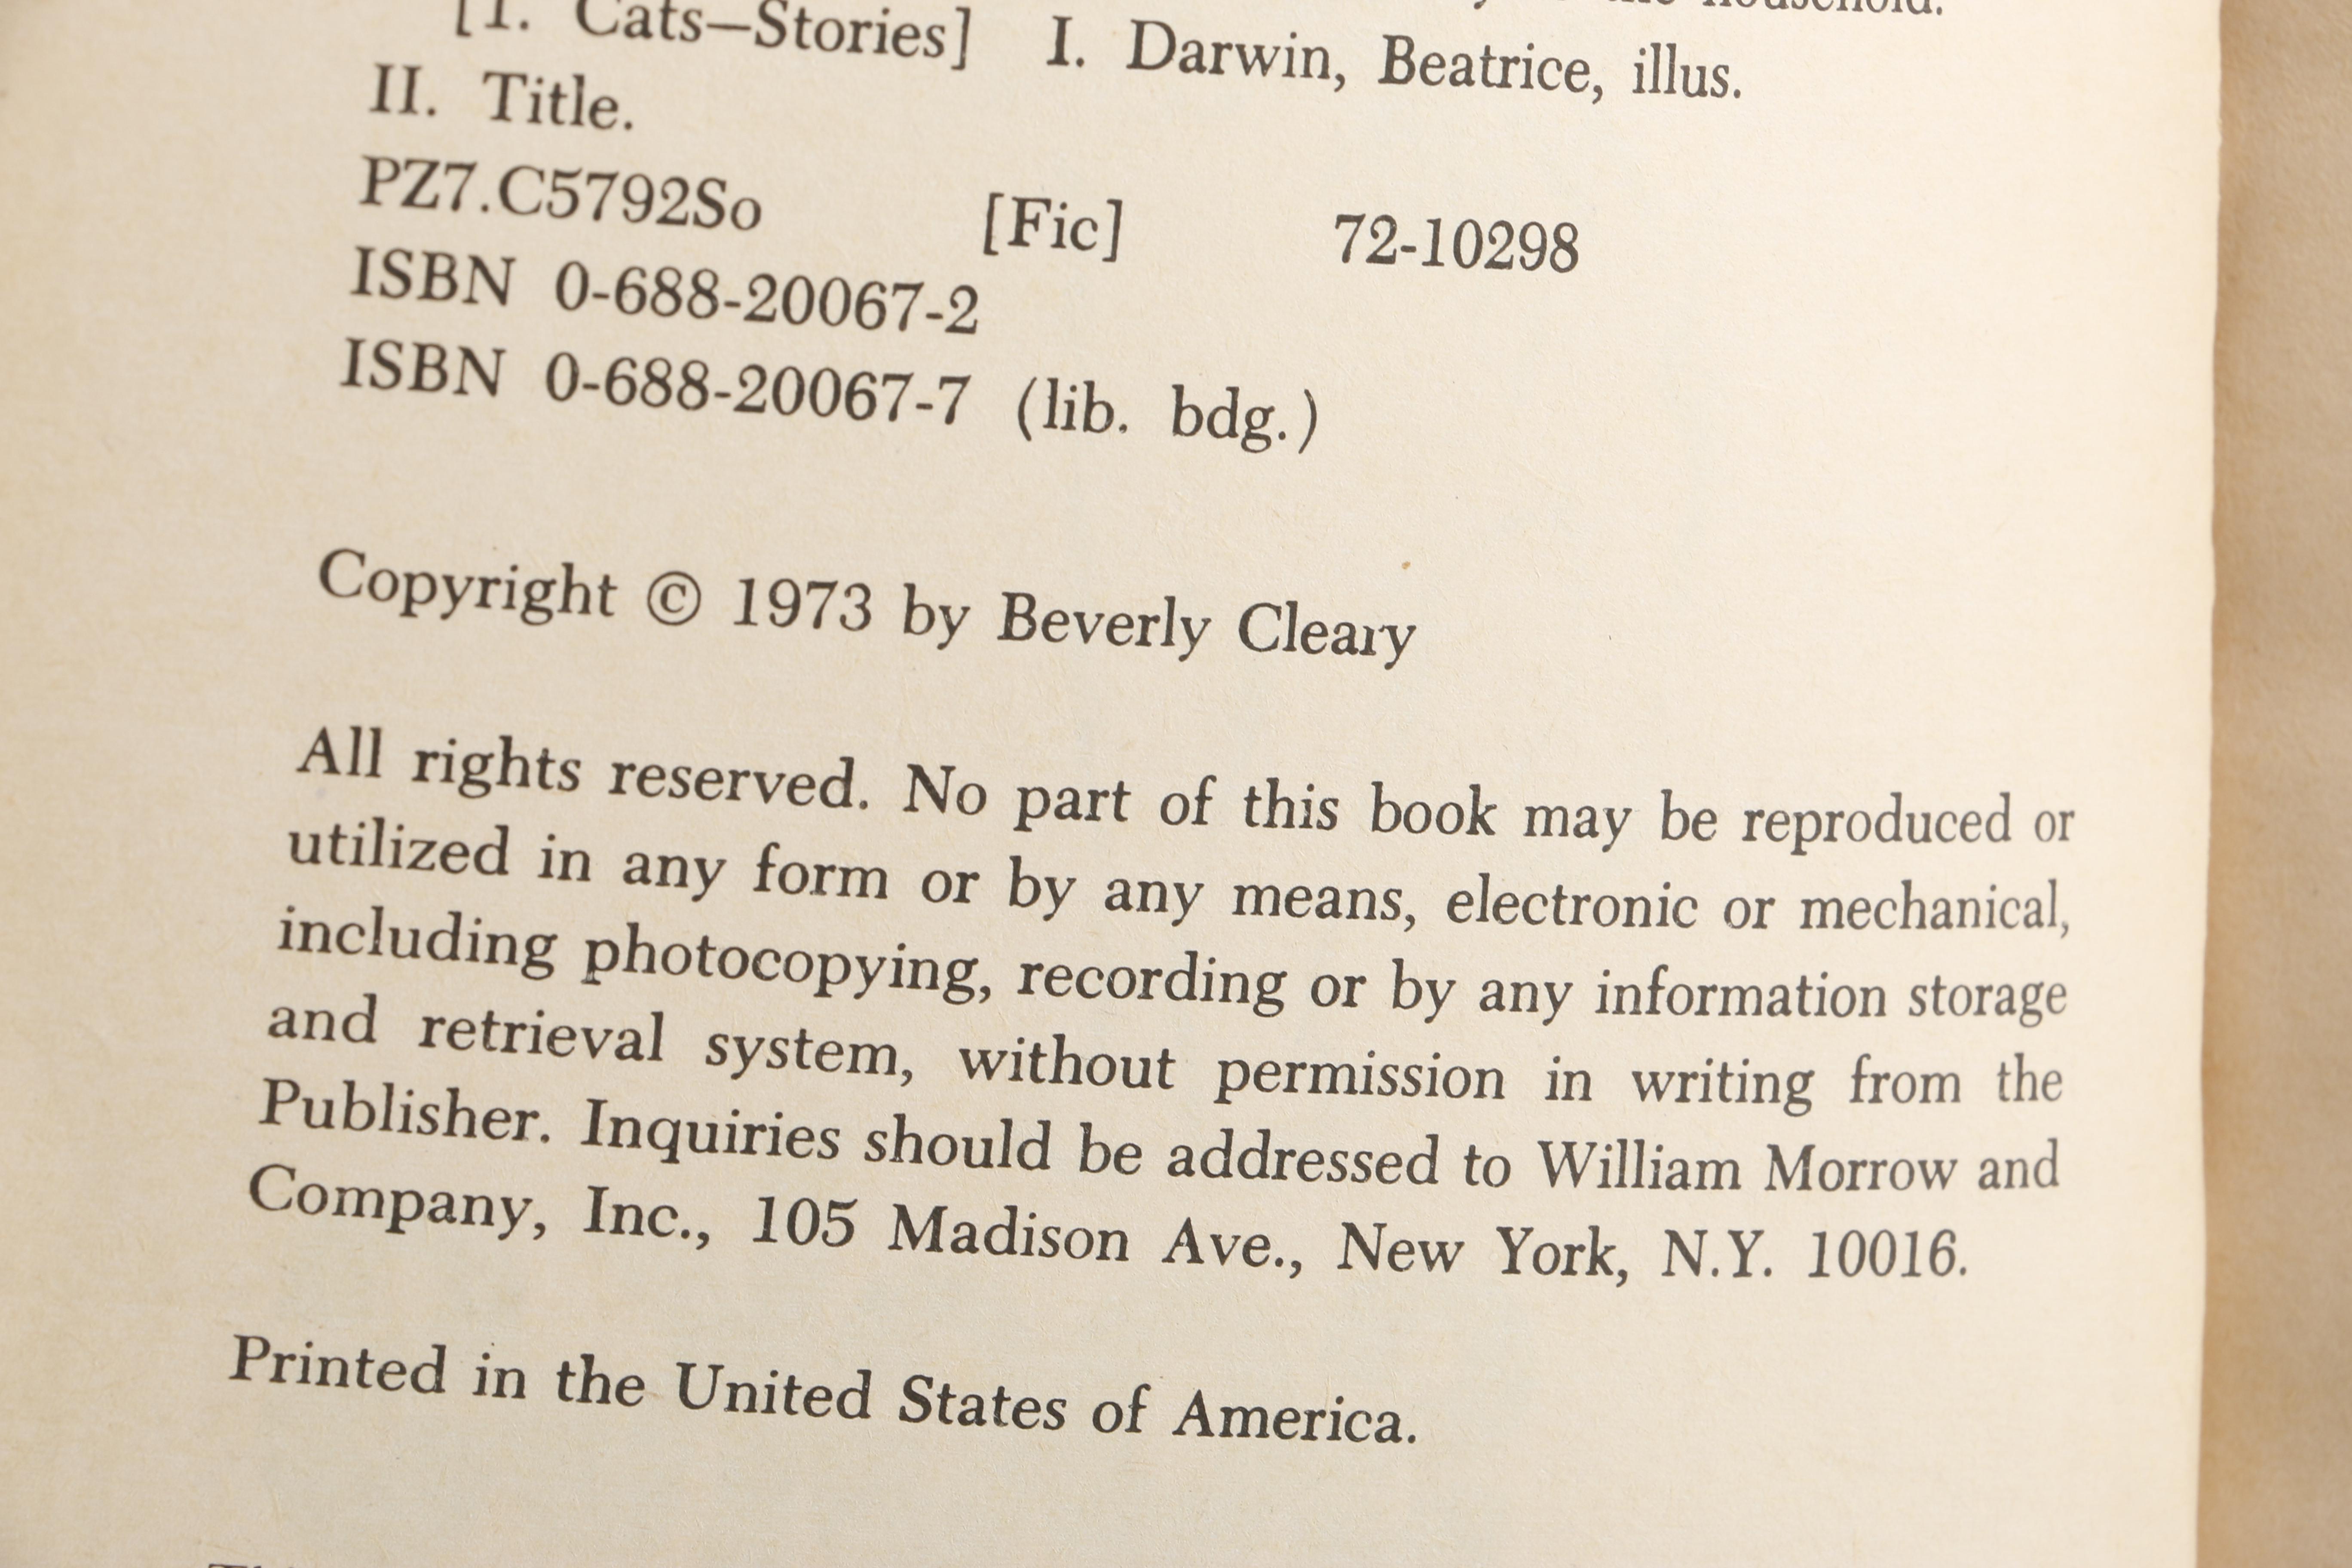 household.
[1. Cats—Stories] I. Darwin, Beatrice, illus.
II. Title.
PZ7.C5792So [Fic] 72-10298
ISBN 0-688-20067-2
ISBN 0-688-20067-7 (lib. bdg.)
Copyright © 1973 by Beverly Cleary
All rights reserved. No part of this book may be reproduced or
utilized in any form or by any means, electronic or mechanical,
including photocopying, recording or by any information storage
and retrieval system, without permission in writing from the
Publisher. Inquiries should be addressed to William Morrow and
Company, Inc., 105 Madison Ave., New York, N.Y. 10016.
Printed in the United States of America.